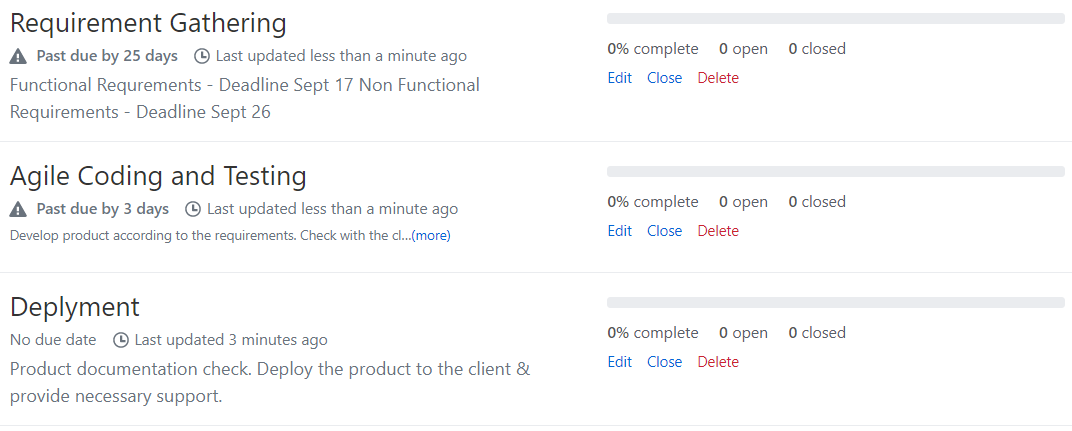 Requirement Gathering
Past due by 25 days Last updated less than a minute ago
Functional Requrements - Deadline Sept 17 Non Functional
Requirements - Deadline Sept 26
0% complete 0 open 0 closed
Edit Close Delete
Agile Coding and Testing
Past due by 3 days Last updated less than a minute ago
Develop product according to the requirements. Check with the cl...(more)
0% complete 0 open 0 closed
Edit Close Delete
Deplyment
No due date Last updated 3 minutes ago
Product documentation check. Deploy the product to the client &
provide necessary support.
0% complete 0 open 0 closed
Edit Close Delete